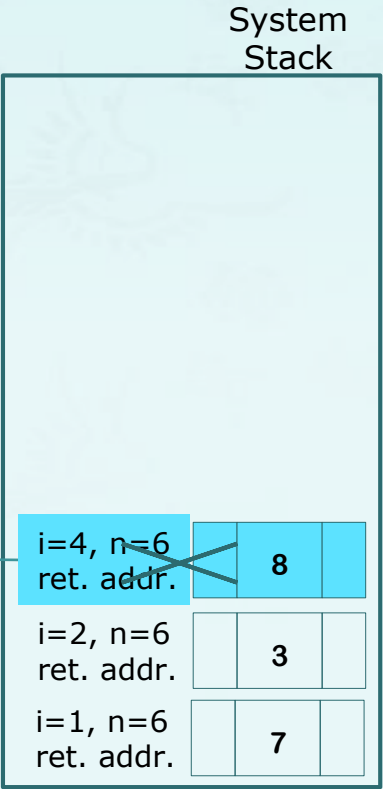 System
Stack
i=4, n=6
ret. addr.
8
i=2, n=6
ret. addr.
3
i=1, n=6
ret. addr.
7